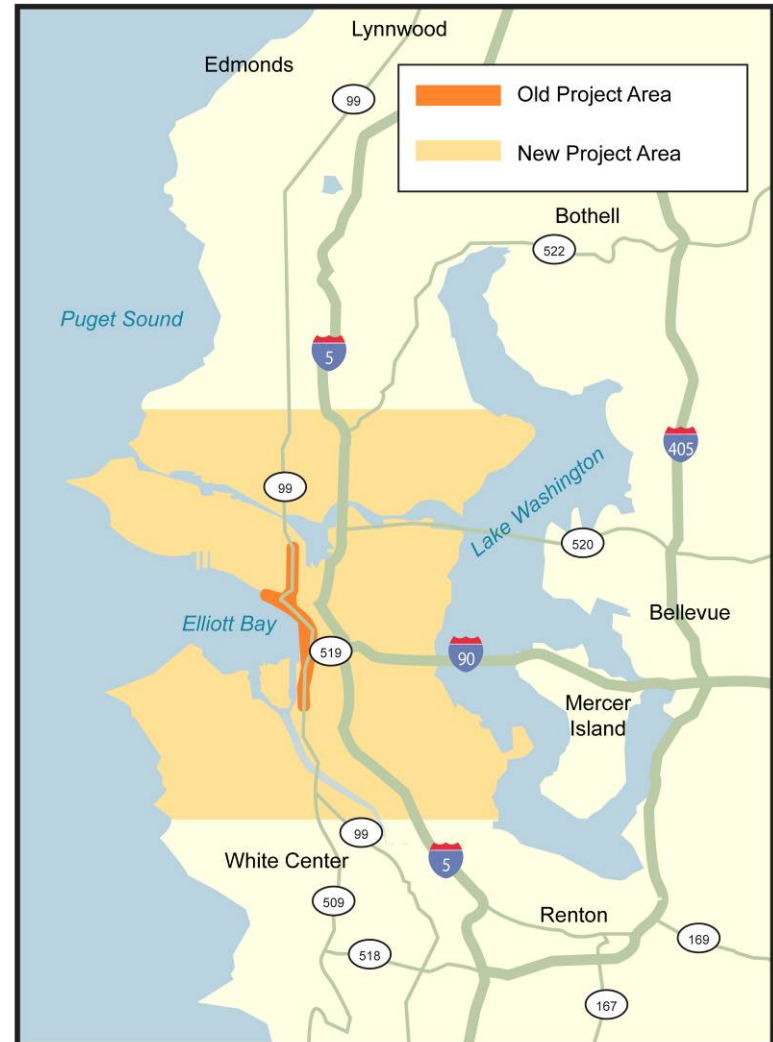 Lynnwood
Edmonds
99
Old Project Area
New Project Area
Bothell
522
Puget Sound
5
405
99
Lake Washington
520
Elliott Bay
Bellevue
519
90
Mercer
Island
99
White Center
5
509
Renton
169
518
167